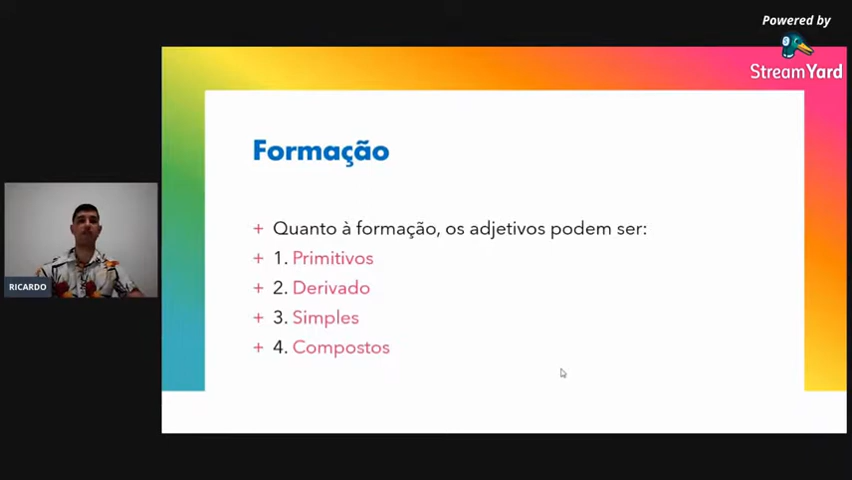 Powered by
StreamYard
Formação
+ Quanto à formação, os adjetivos podem ser:
+ 1. Primitivos
+ 2. Derivado
+ 3. Simples
+ 4. Compostos
RICARDO